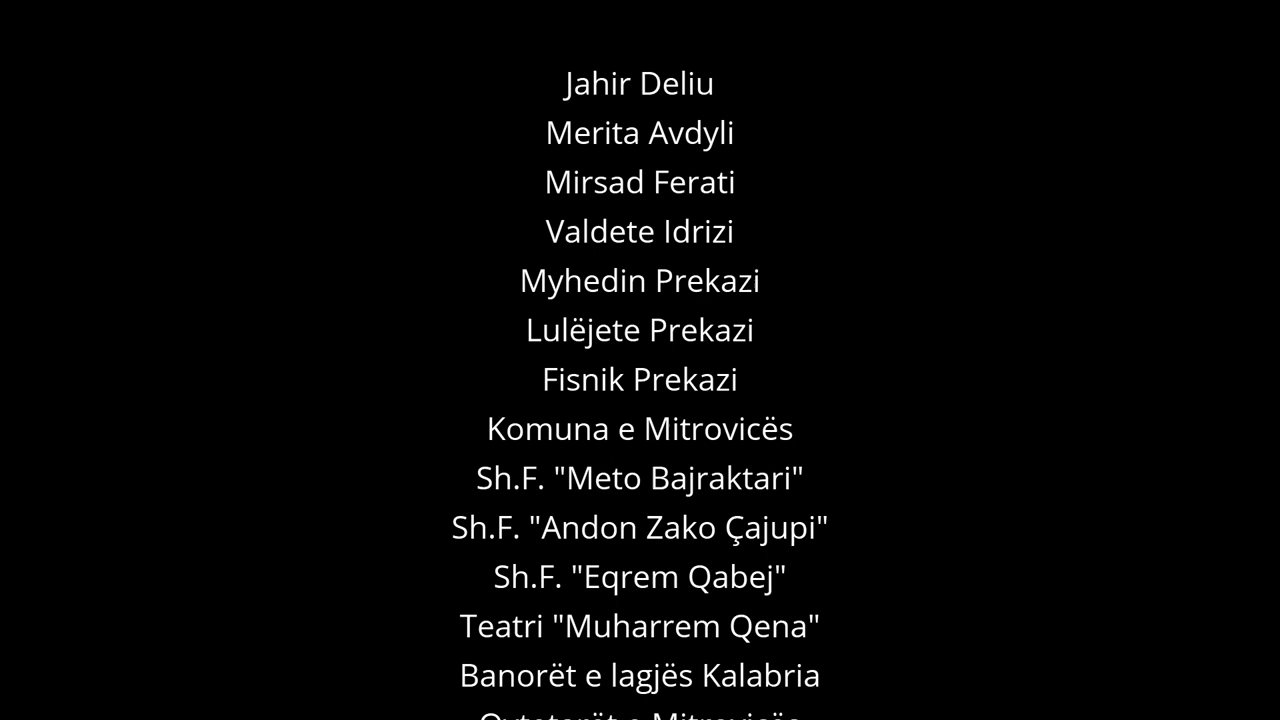 Jahir Deliu
Merita Avdyli
Mirsad Ferati
Valdete Idrizi
Myhedin Prekazi
Lulëjete Prekazi
Fisnik Prekazi
Komuna e Mitrovicës
Sh.F. "Meto Bajraktari"
Sh.F. "Andon Zako Çajupi"
Sh.F. "Eqrem Qabej"
Teatri "Muharrem Qena"
Banorët e lagjës Kalabria